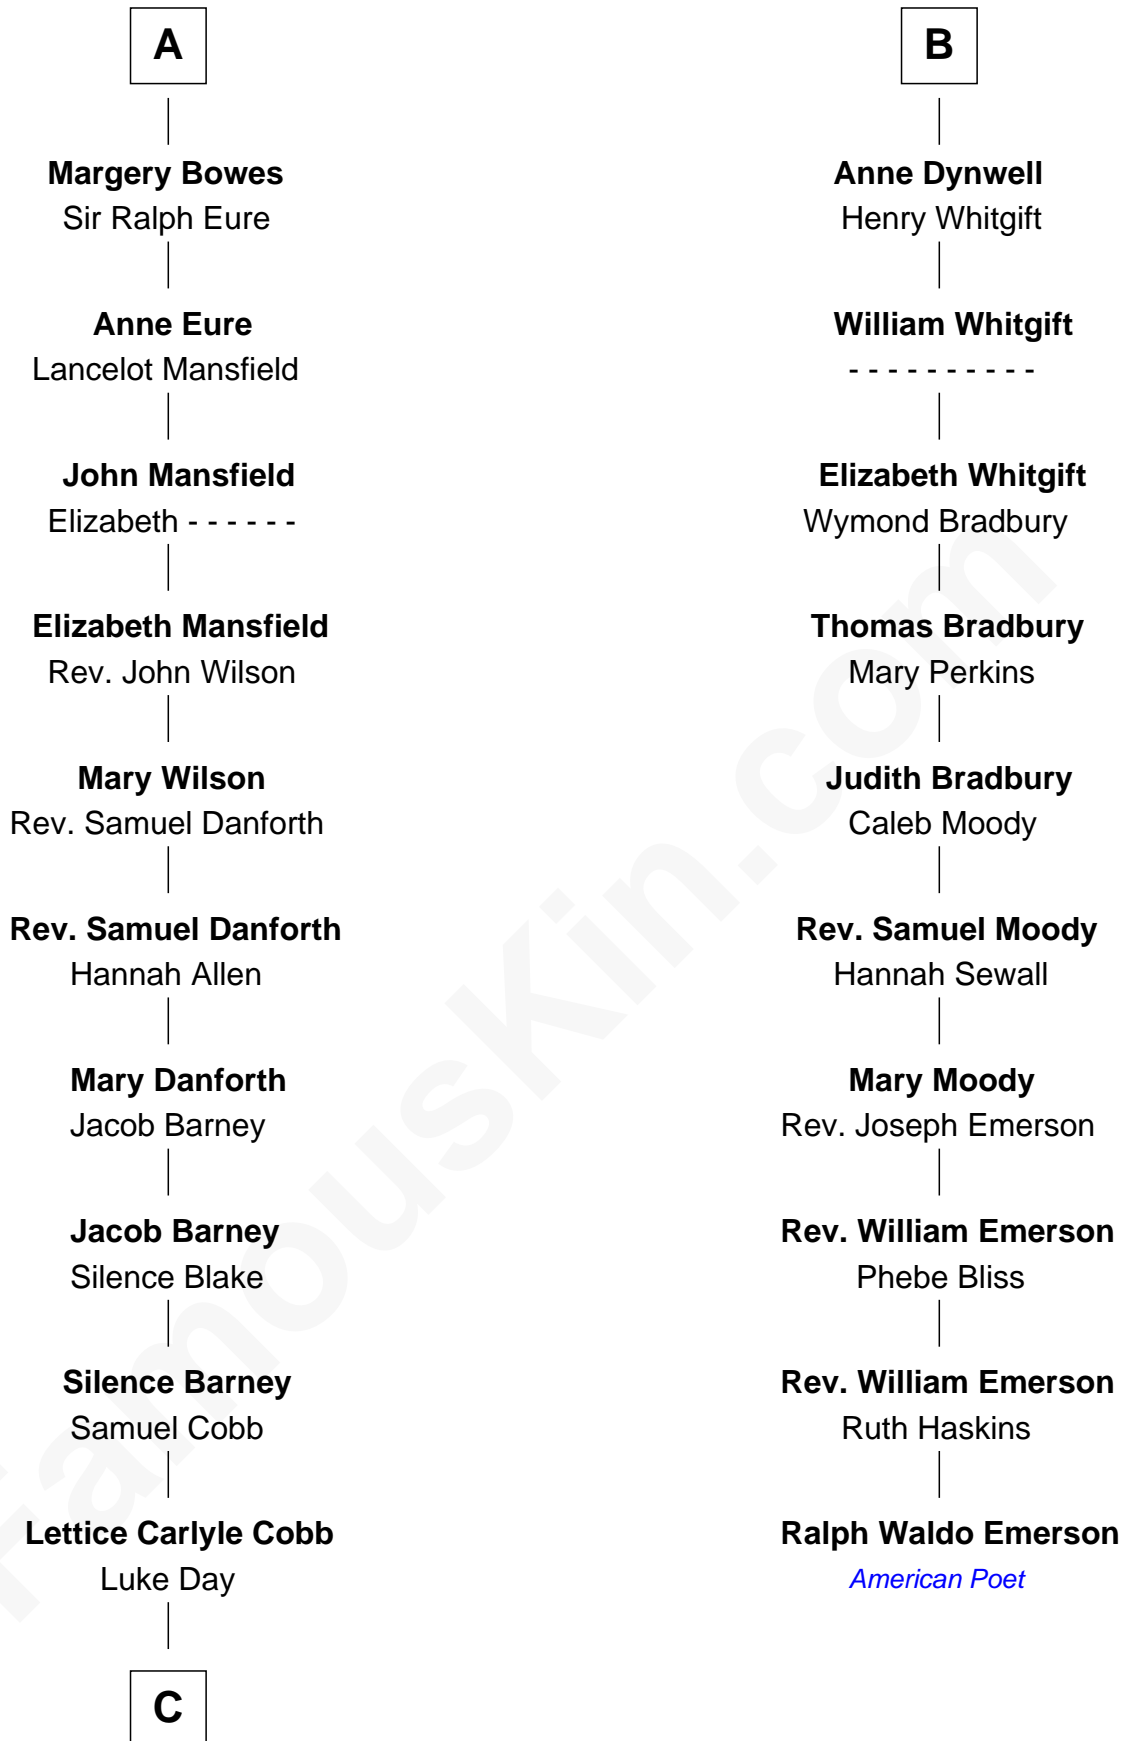 A
Margery Bowes
Sir Ralph Eure
Anne Eure
Lancelot Mansfield
John Mansfield
Elizabeth - - - - - -
Elizabeth Mansfield
Rev. John Wilson
Mary Wilson
Rev. Samuel Danforth
Rev. Samuel Danforth
Hannah Allen
Mary Danforth
Jacob Barney
Jacob Barney
Silence Blake
Silence Barney
Samuel Cobb
Lettice Carlyle Cobb
Luke Day
C
B
Anne Dynwell
Henry Whitgift
William Whitgift
- - - - - - - - - -
Elizabeth Whitgift
Wymond Bradbury
Thomas Bradbury
Mary Perkins
Judith Bradbury
Caleb Moody
Rev. Samuel Moody
Hannah Sewall
Mary Moody
Rev. Joseph Emerson
Rev. William Emerson
Phebe Bliss
Rev. William Emerson
Ruth Haskins
Ralph Waldo Emerson
American Poet
FamousKin.com